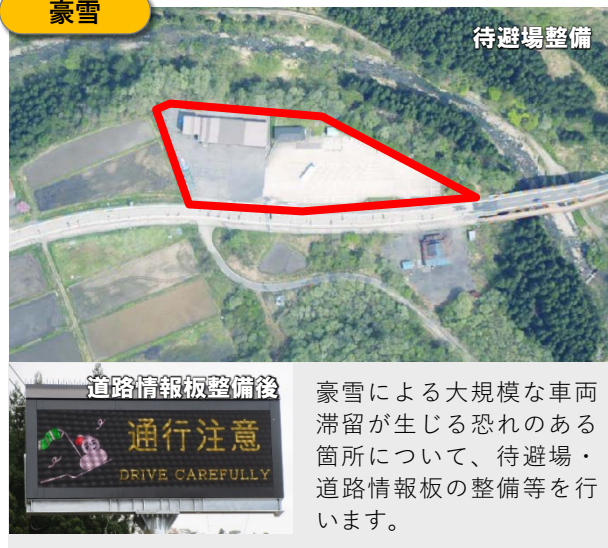 豪雪
待避場整備
道路情報板整備後
通行注意
DRIVE CAREFULLY
豪雪による大規模な車両
滞留が生じる恐れのある
箇所について、待避場・
道路情報板の整備等を行
います。